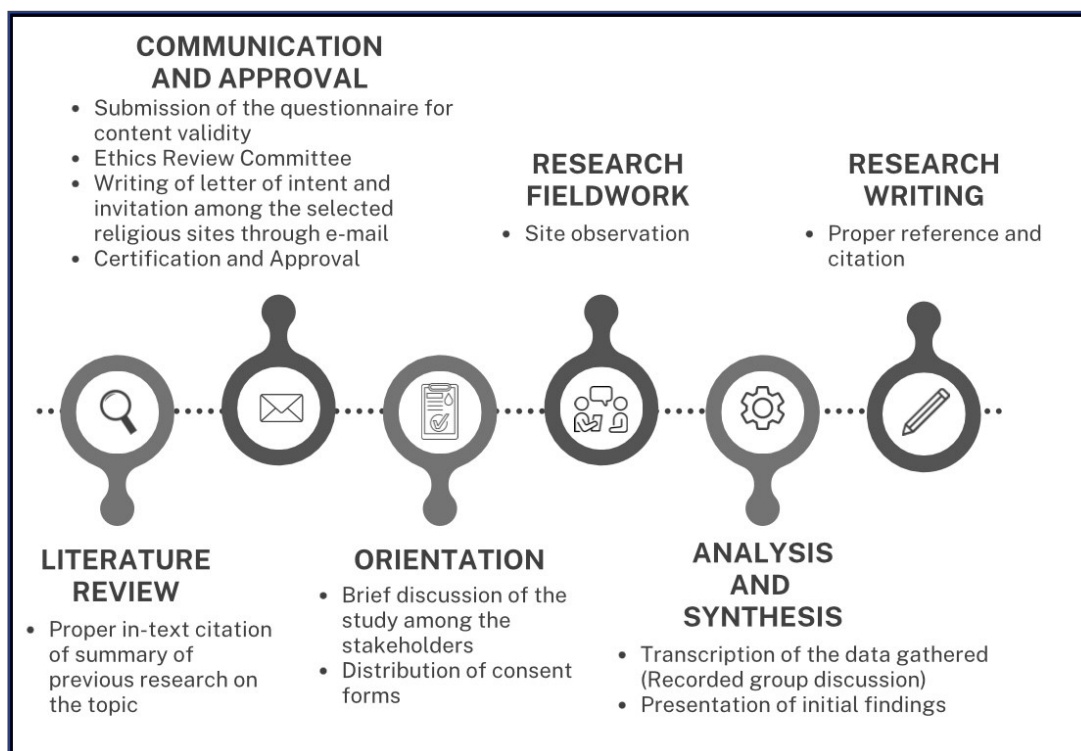 COMMUNICATION
AND APPROVAL
• Submission of the questionnaire for
content validity
• Ethics Review Committee
• Writing of letter of intent and
invitation among the selected
religious sites through e-mail
• Certification and Approval
RESEARCH
FIELDWORK
• Site observation
RESEARCH
WRITING
• Proper reference and
citation
LITERATURE
REVIEW
• Proper in-text citation
of summary of
previous research on
the topic
ORIENTATION
• Brief discussion of the
study among the
stakeholders
• Distribution of consent
forms
ANALYSIS
AND
SYNTHESIS
• Transcription of the data gathered
(Recorded group discussion)
• Presentation of initial findings